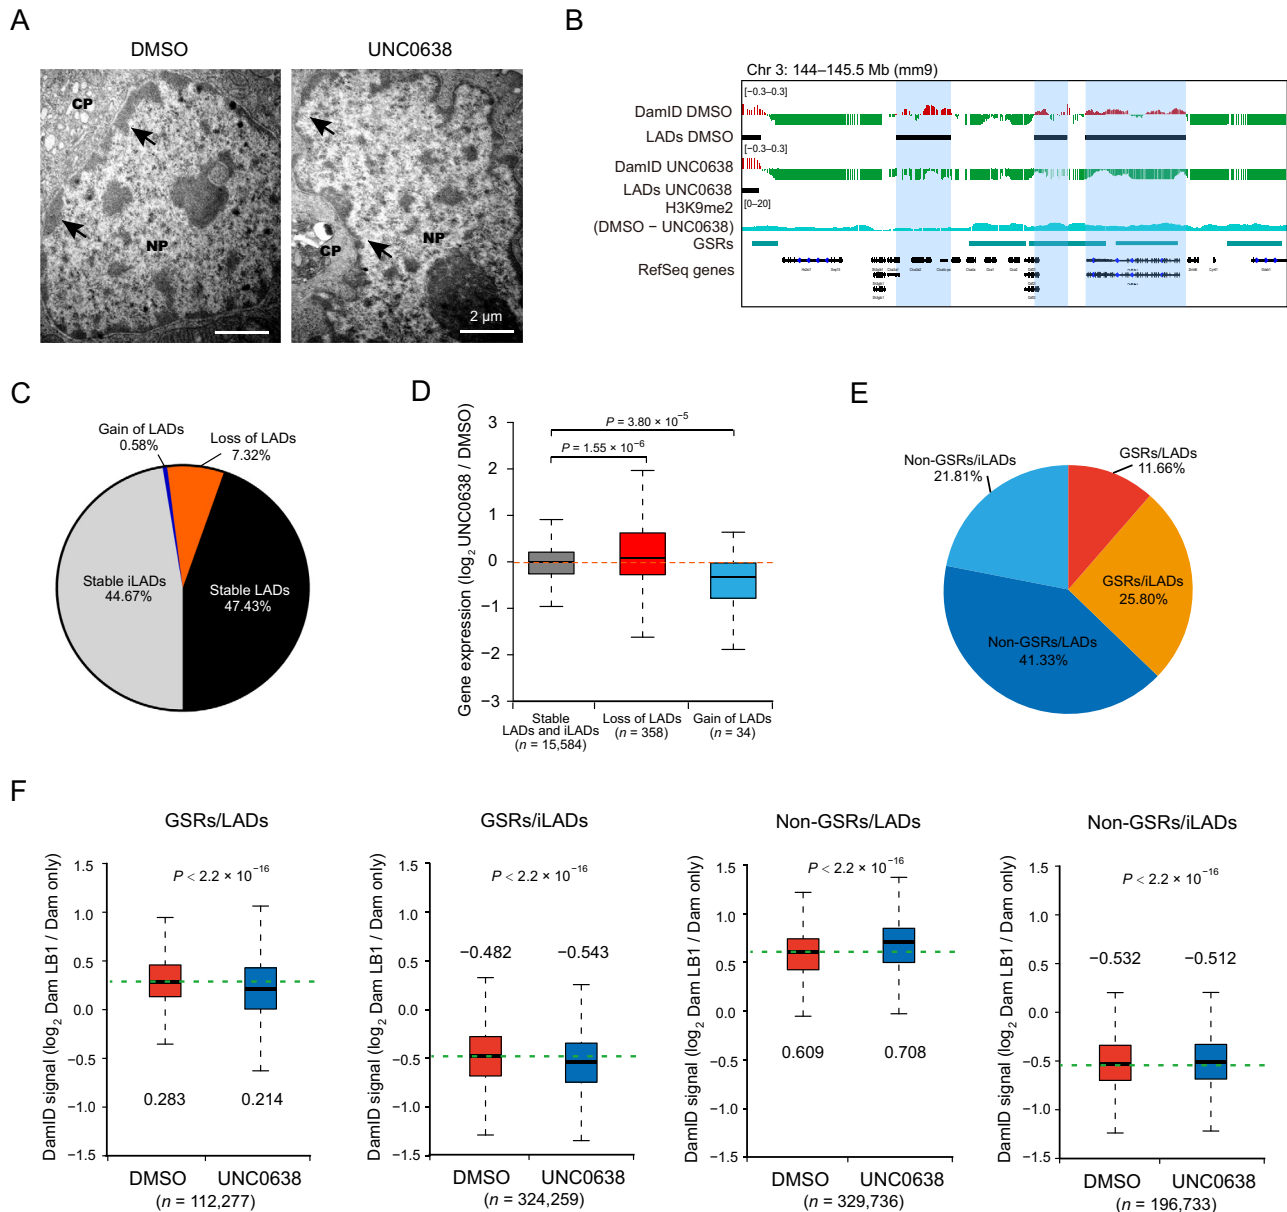 A
DMSO
UNC0638
CP
NP
CP
NP
2 µm
B
Chr 3: 144–145.5 Mb (mm9)
[−0.3–0.3]
DamID DMSO
LADs DMSO
[−0.3–0.3]
DamID UNC0638
LADs UNC0638
H3K9me2
[0–20]
(DMSO − UNC0638)
GSRs
RefSeq genes
C
Gain of LADs
0.58%
Loss of LADs
7.32%
Stable iLADs
44.67%
Stable LADs
47.43%
D
Gene expression (log2 UNC0638 / DMSO)
3
2
1
0
−1
−2
−3
P = 3.80 × 10−5
P = 1.55 × 10−6
Stable
LADs and iLADs
(n = 15,584)
Loss of LADs
(n = 358)
Gain of LADs
(n = 34)
E
Non-GSRs/iLADs
21.81%
GSRs/LADs
11.66%
GSRs/iLADs
25.80%
Non-GSRs/LADs
41.33%
F
GSRs/LADs
DamID signal (log2 Dam LB1 / Dam only)
1.5
1.0
0.5
0.0
−0.5
−1.0
−1.5
P < 2.2 × 10−16
0.283
0.214
DMSO
UNC0638
(n = 112,277)
GSRs/iLADs
DamID signal (log2 Dam LB1 / Dam only)
1.5
1.0
0.5
0.0
−0.5
−1.0
−1.5
P < 2.2 × 10−16
−0.482
−0.543
DMSO
UNC0638
(n = 324,259)
Non-GSRs/LADs
DamID signal (log2 Dam LB1 / Dam only)
1.5
1.0
0.5
0.0
−0.5
−1.0
−1.5
P < 2.2 × 10−16
0.609
0.708
DMSO
UNC0638
(n = 329,736)
Non-GSRs/iLADs
DamID signal (log2 Dam LB1 / Dam only)
1.5
1.0
0.5
0.0
−0.5
−1.0
−1.5
P < 2.2 × 10−16
−0.532
−0.512
DMSO
UNC0638
(n = 196,733)